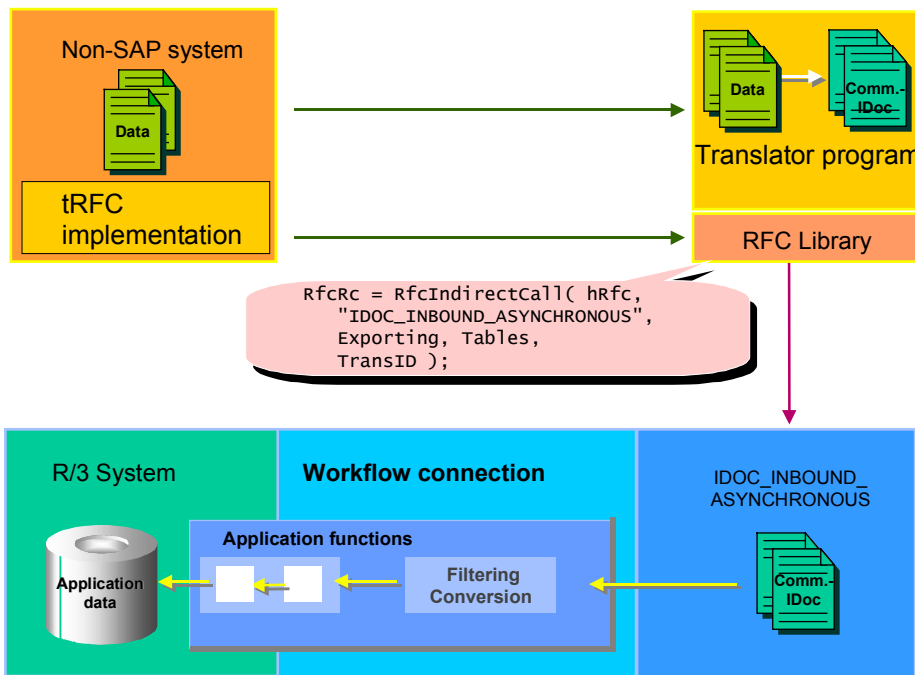 Non-SAP system
Data
tRFC
implementation
Data
Comm.-
IDoc
Translator program
RFC Library
RfcRc = RfcIndirectCall( hRfc,
"IDOC_INBOUND_ASYNCHRONOUS",
Exporting, Tables,
TransID );
R/3 System
Workflow connection
IDOC_INBOUND_
ASYNCHRONOUS
Application functions
Application
data
Filtering
Conversion
Comm.-
IDoc